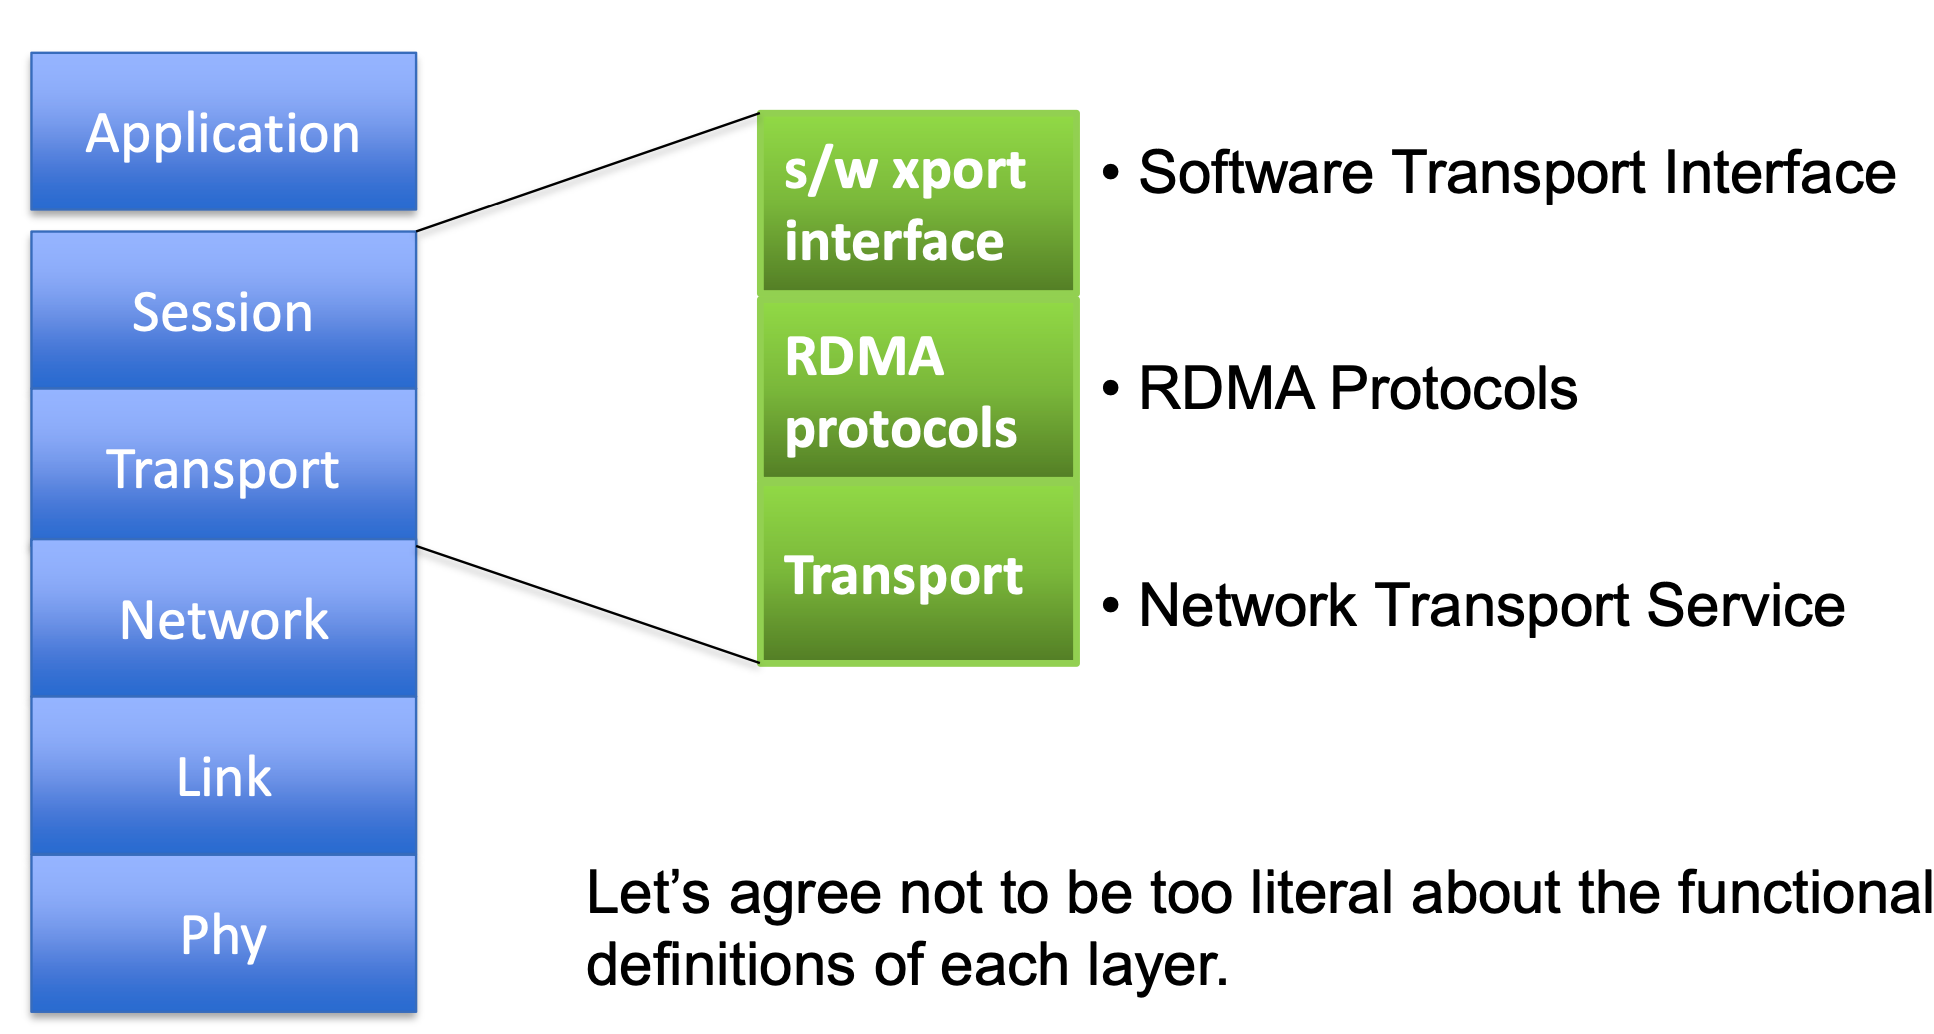 Application
Session
Transport
Network
Link
Phy
s/w xport
interface
RDMA
protocols
Transport
• Software Transport Interface
• RDMA Protocols
• Network Transport Service
Let’s agree not to be too literal about the functional
definitions of each layer.